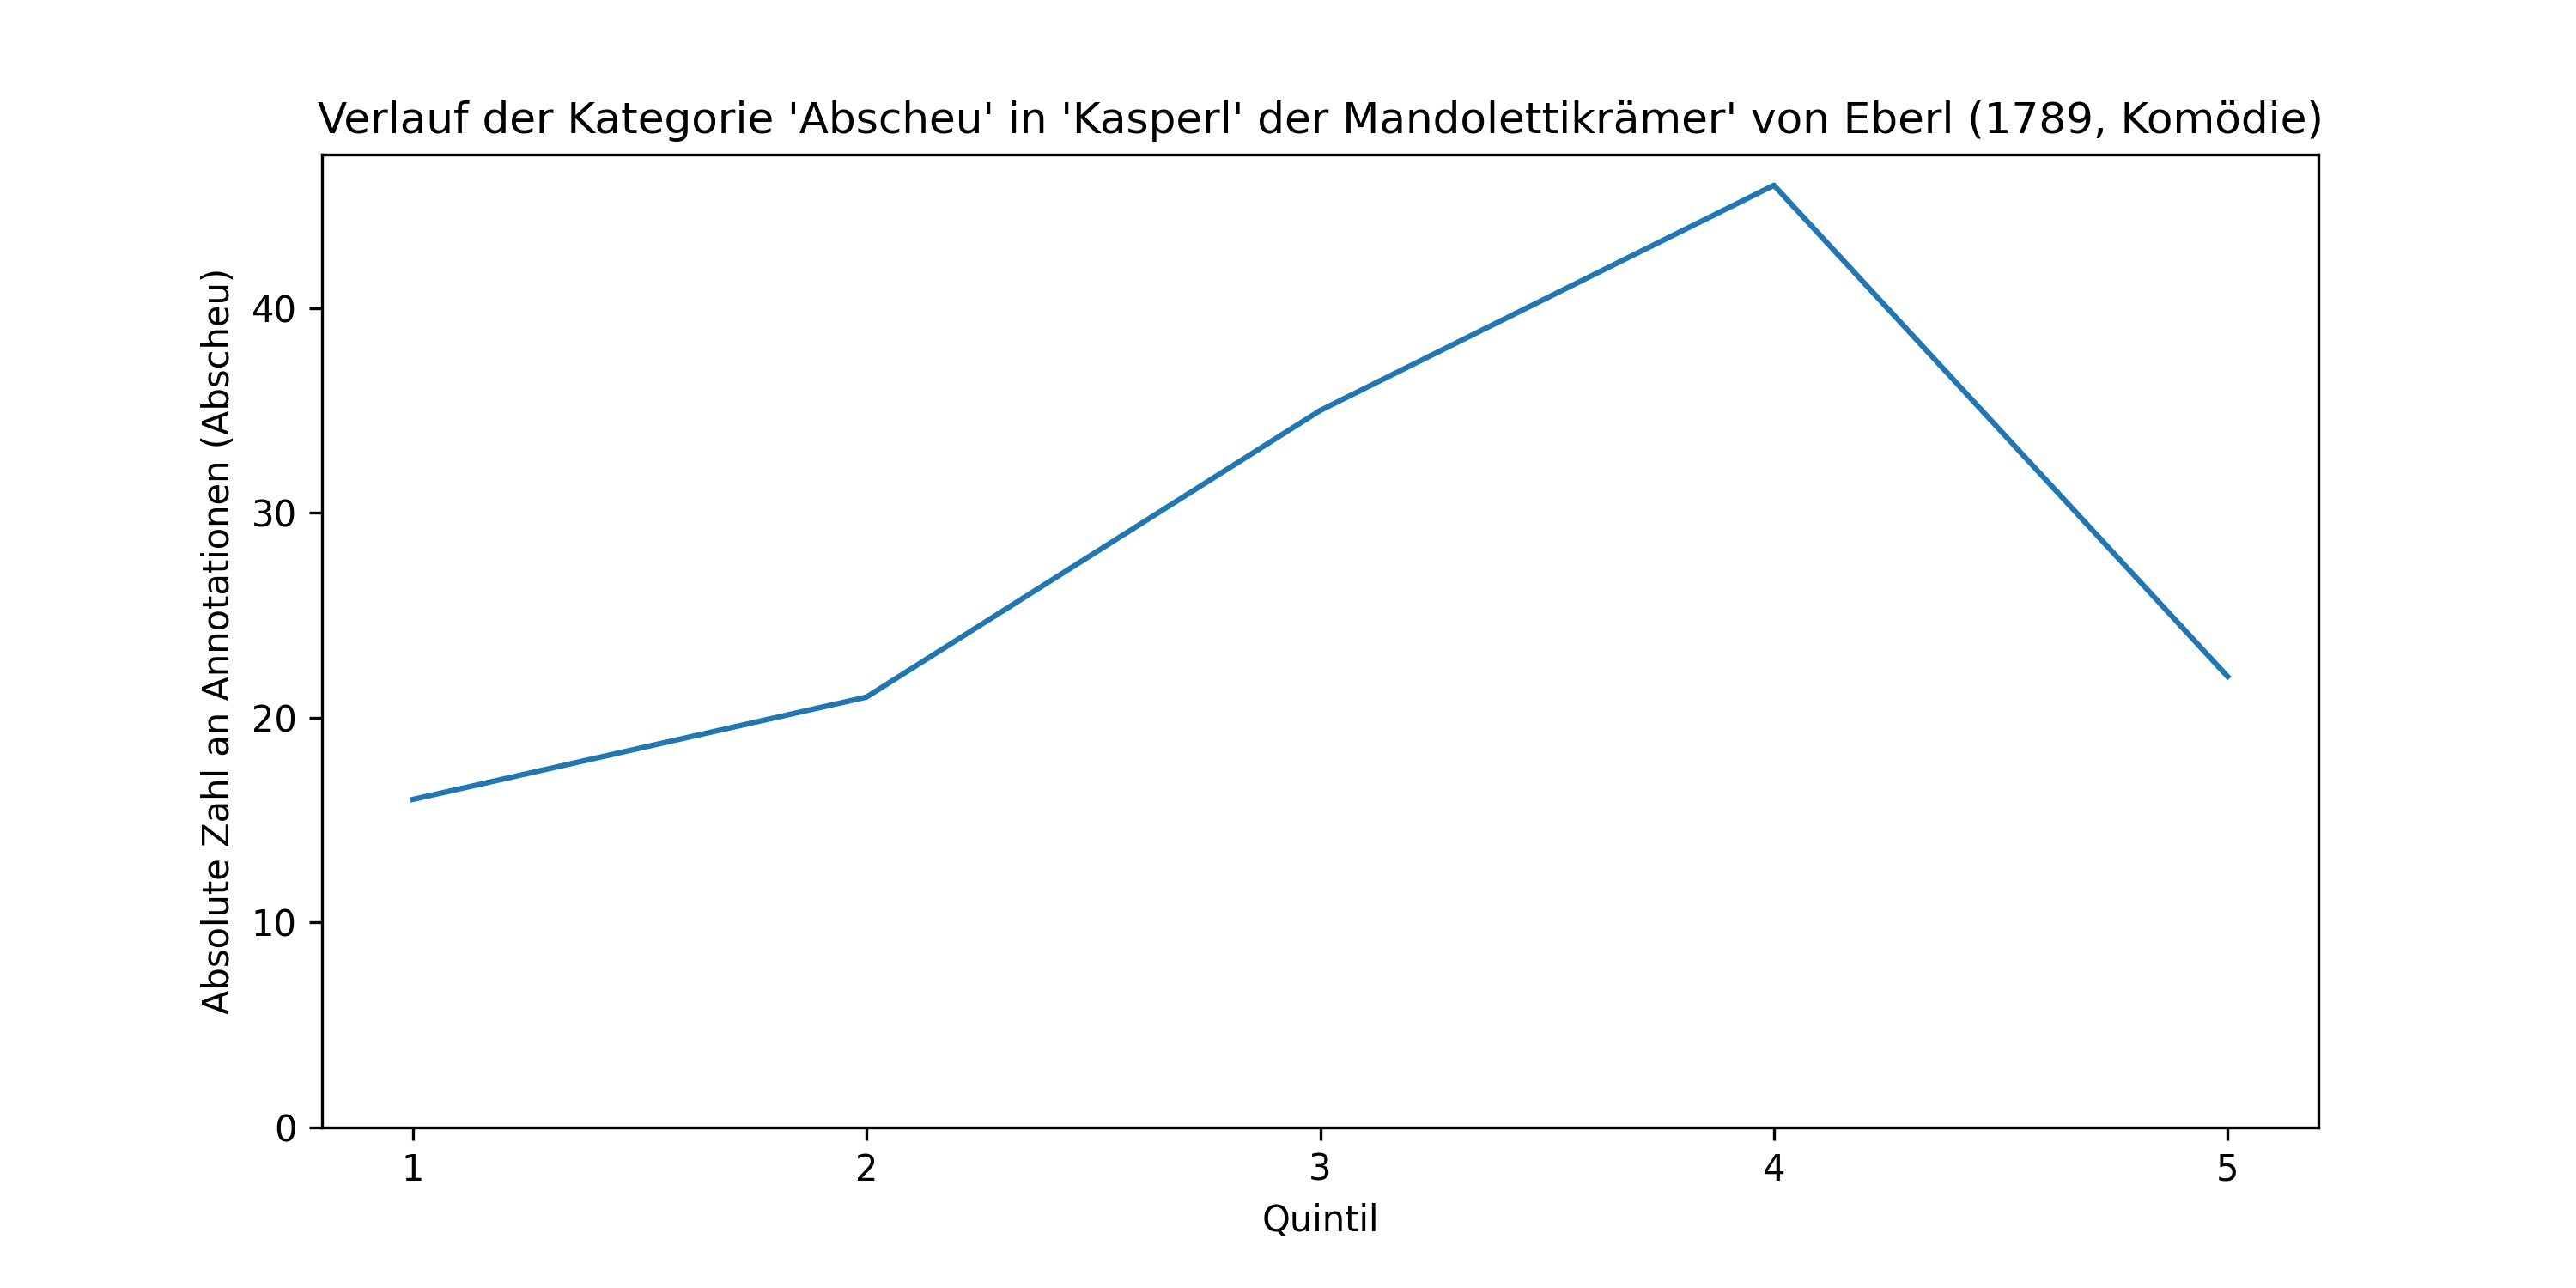 Verlauf der Kategorie 'Abscheu' in 'Kasperl' der Mandolettikrämer' von Eberl (1789, Komödie)
Absolute Zahl an Annotationen (Abscheu)
40
30
20
10
0
1 2 3 4 5
Quintil